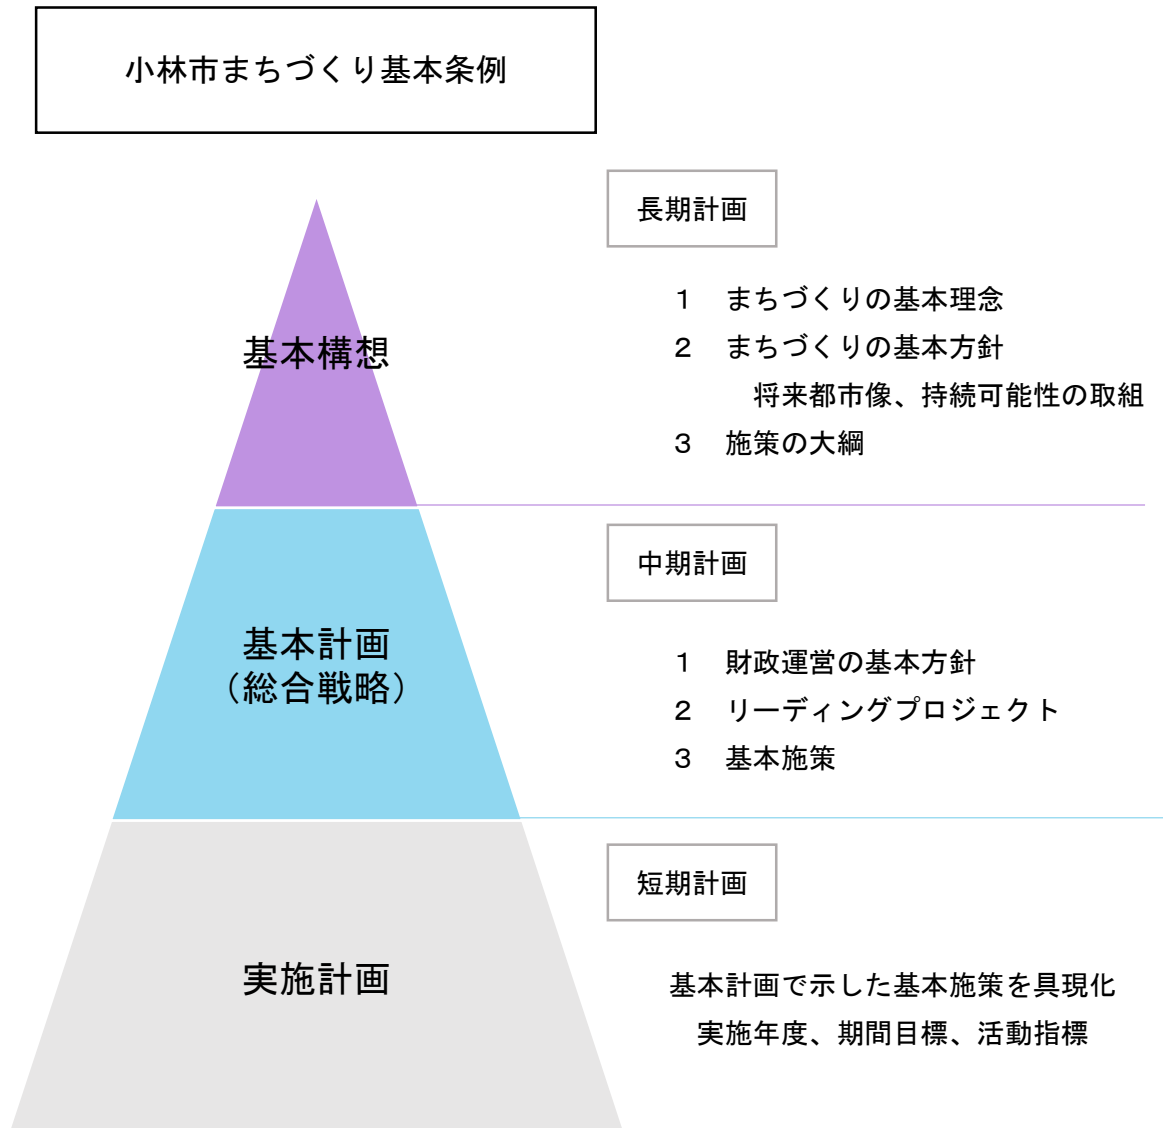 小林市まちづくり基本条例
長期計画
基本構想
1 まちづくりの基本理念
2 まちづくりの基本方針
将来都市像、持続可能性の取組
3 施策の大綱
中期計画
基本計画
（総合戦略）
1 財政運営の基本方針
2 リーディングプロジェクト
3 基本施策
短期計画
実施計画
基本計画で示した基本施策を具現化
実施年度、期間目標、活動指標